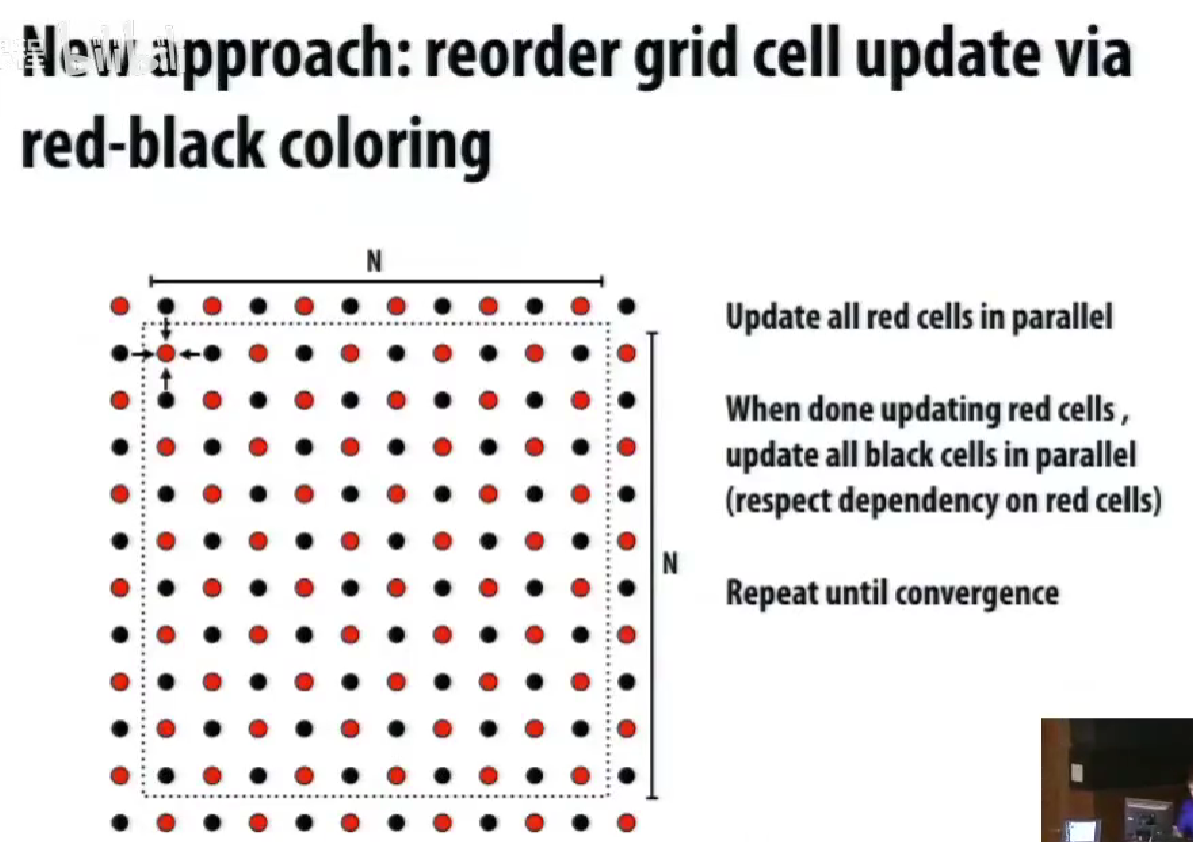 New approach: reorder grid cell update via
red-black coloring
N
Update all red cells in parallel
When done updating red cells ,
update all black cells in parallel
(respect dependency on red cells)
N
Repeat until convergence